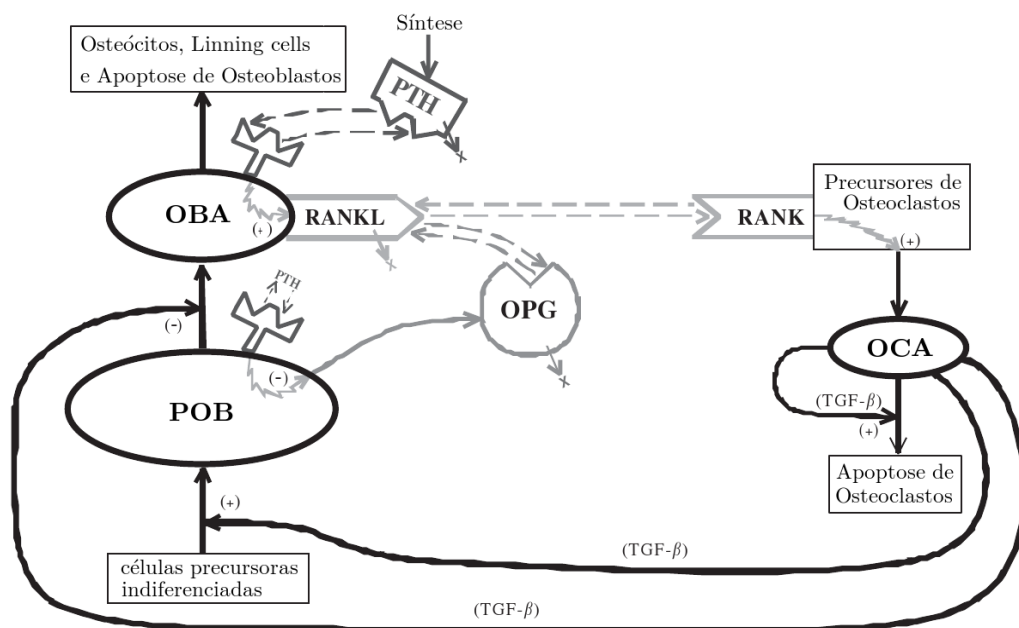 Síntese
Osteócitos, Linning cells
e Apoptose de Osteoblastos
PTH
x
OBA
(+)
RANKL
x
RANK
Precursores de
Osteoclastos
(+)
PTH
OPG
x
(-)
(-)
POB
OCA
(TGF-β)
(+)
Apoptose de
Osteoclastos
(+)
(TGF-β)
células precursoras
indiferenciadas
(TGF-β)